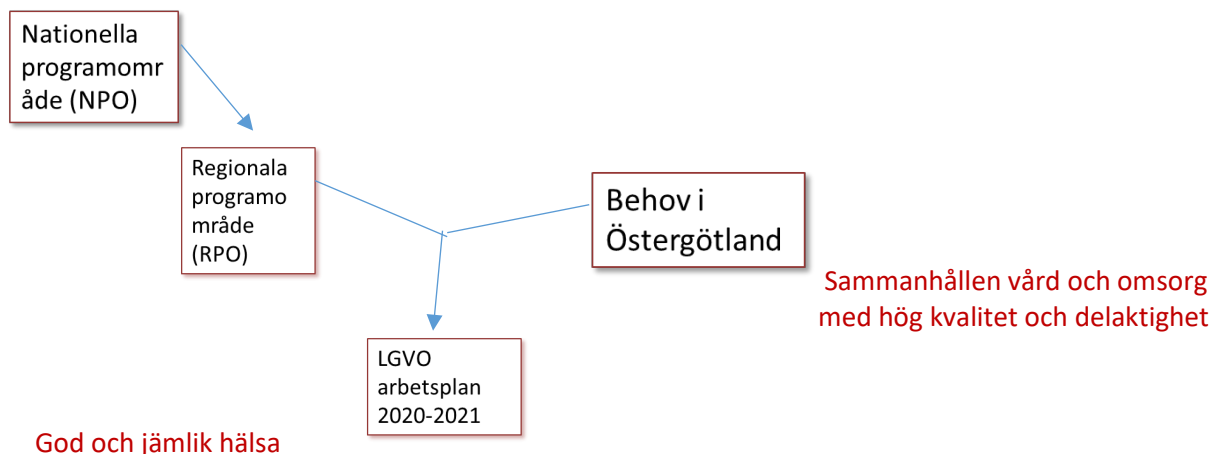 Nationella
programomr
åde (NPO)
Regionala
programo
mråde
(RPO)
Behov i
Östergötland
Sammanhållen vård och omsorg
med hög kvalitet och delaktighet
LGVO
arbetsplan
2020-2021
God och jämlik hälsa